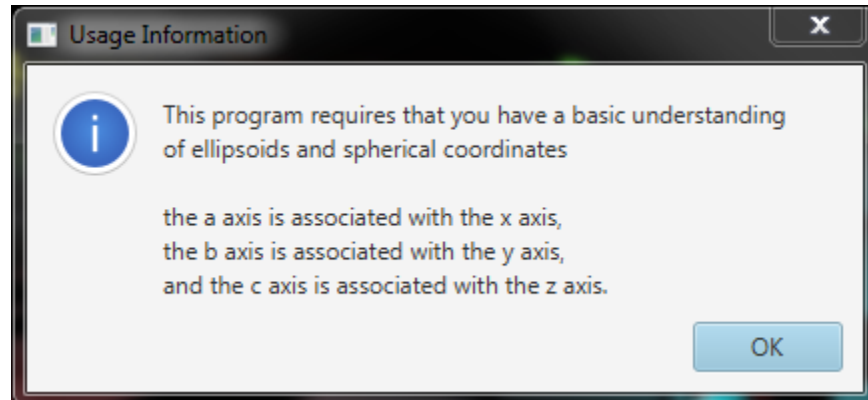 Usage Information
This program requires that you have a basic understanding
of ellipsoids and spherical coordinates
the a axis is associated with the x axis,
the b axis is associated with the y axis,
and the c axis is associated with the z axis.
OK